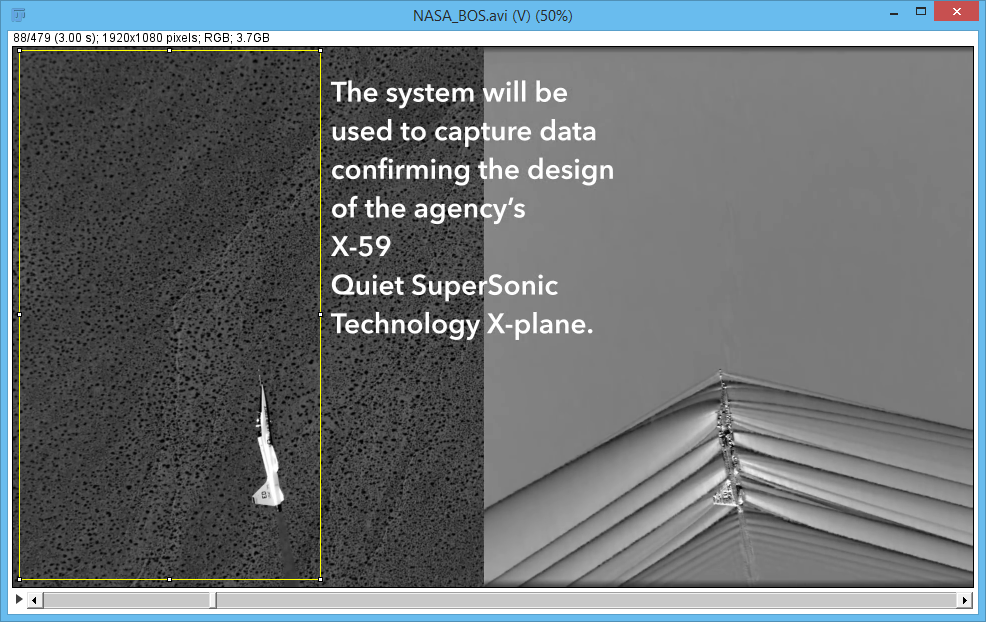 NASA_BOS.avi (V) (50%)
88/479 (3.00 s); 1920x1080 pixels; RGB; 3.7GB
The system will be
used to capture data
confirming the design
of the agency’s
X-59
Quiet SuperSonic
Technology X-plane.